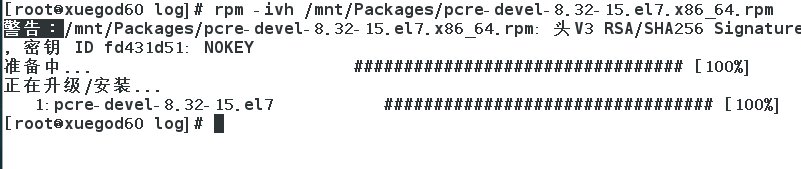 [root@xuegod60 log]# rpm -ivh /mnt/Packages/pcre-devel-8.32-15.el7.x86_64.rpm
警告：/mnt/Packages/pcre-devel-8.32-15.el7.x86_64.rpm: 头V3 RSA/SHA256 Signature
, 密钥 ID fd431d51: NOKEY
准备中... ################################# [100%]
正在升级/安装...
1:pcre-devel-8.32-15.el7 ################################# [100%]
[root@xuegod60 log]#